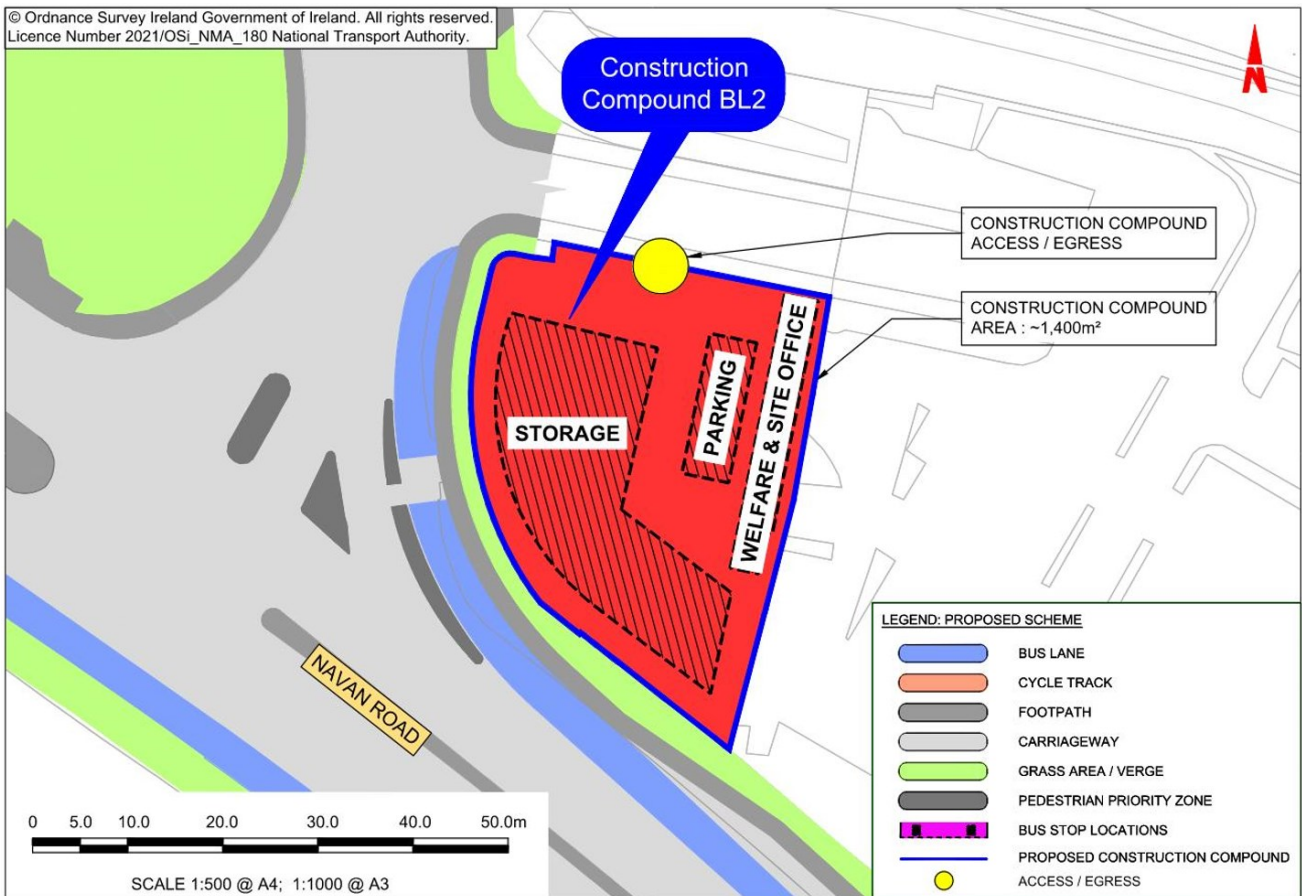 © Ordnance Survey Ireland Government of Ireland. All rights reserved.
Licence Number 2021/OSi_NMA_180 National Transport Authority.
Construction
Compound BL2
N
CONSTRUCTION COMPOUND
ACCESS / EGRESS
CONSTRUCTION COMPOUND
AREA : ~1,400m²
STORAGE
PARKING
WELFARE & SITE OFFICE
NAVAN ROAD
LEGEND: PROPOSED SCHEME
BUS LANE
CYCLE TRACK
FOOTPATH
CARRIAGEWAY
GRASS AREA / VERGE
PEDESTRIAN PRIORITY ZONE
BUS STOP LOCATIONS
PROPOSED CONSTRUCTION COMPOUND
ACCESS / EGRESS
0 5.0 10.0 20.0 30.0 40.0 50.0m
SCALE 1:500 @ A4; 1:1000 @ A3